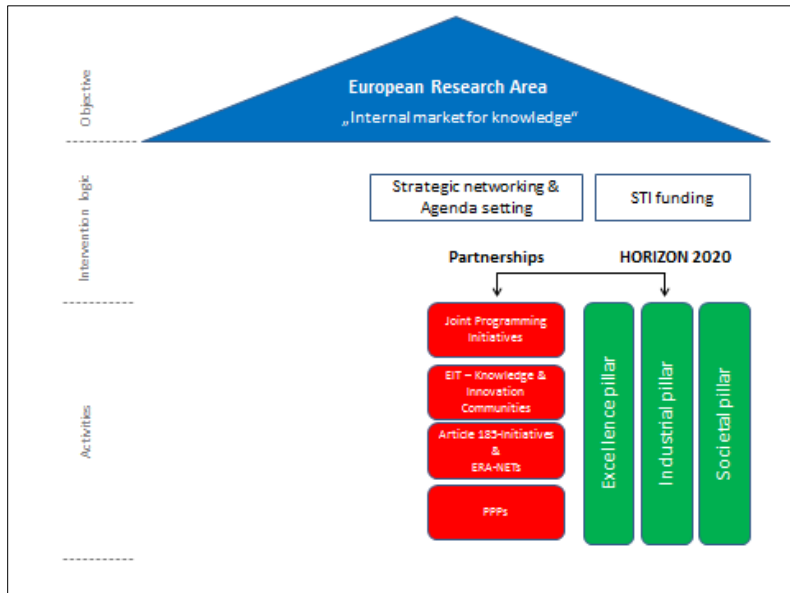 Objective
European Research Area
„Internal market for knowledge“
Intervention logic
Strategic networking &
Agenda setting
STI funding
Partnerships
HORIZON 2020
Activities
Joint Programming
Initiatives
EIT – Knowledge &
Innovation
Communities
Article 185-Initiatives
&
ERA-NETs
PPPs
Excellence pillar
Industrial pillar
Societal pillar